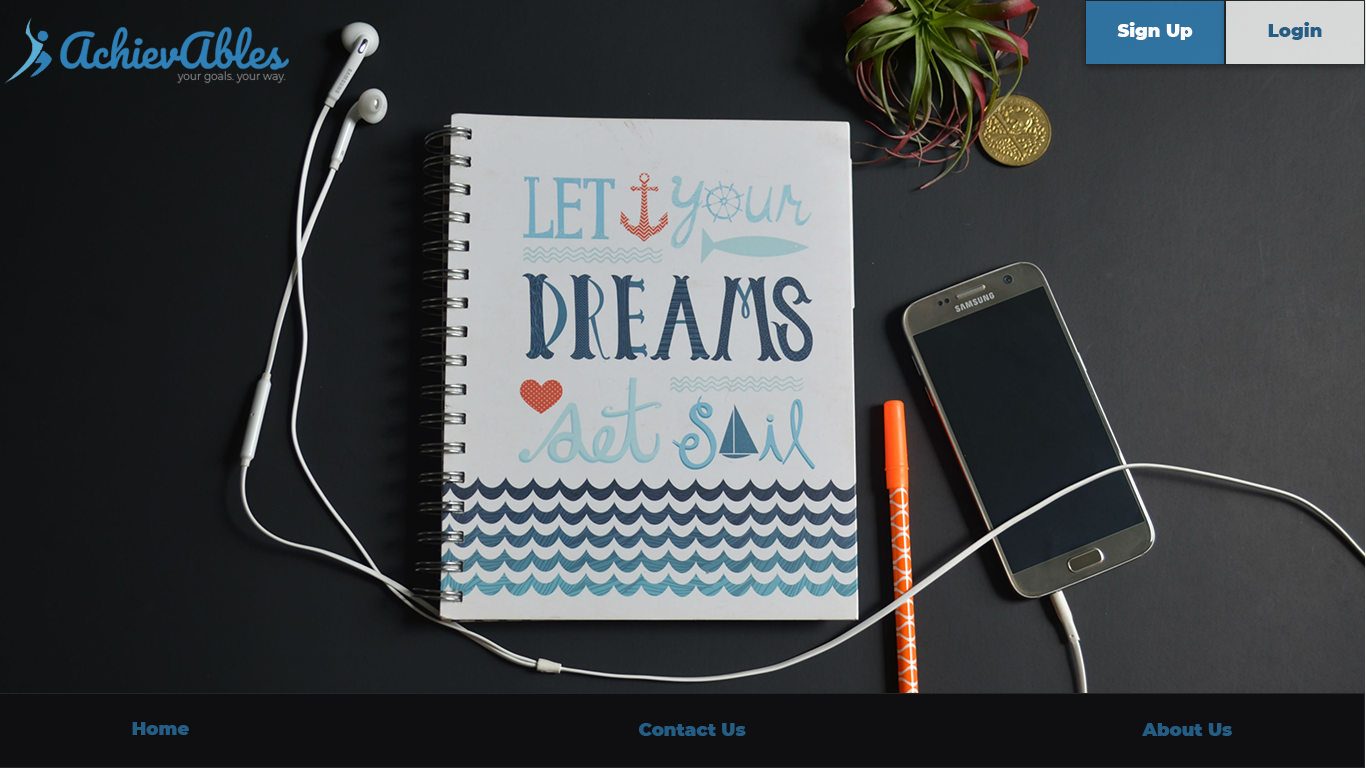 AchievAbles
your goals. your way.
Sign Up
Login
LET your
DREAMS
set Sail
SAMSUNG
Home
Contact Us
About Us